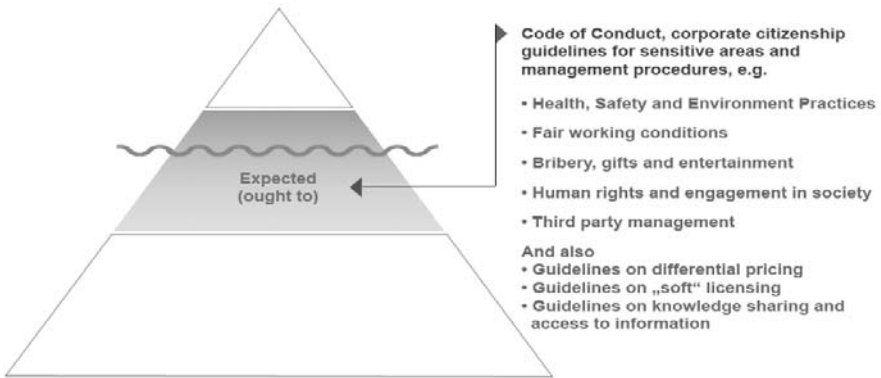 Code of Conduct, corporate citizenship
guidelines for sensitive areas and
management procedures, e.g.
• Health, Safety and Environment Practices
• Fair working conditions
• Bribery, gifts and entertainment
• Human rights and engagement in society
• Third party management
And also
• Guidelines on differential pricing
• Guidelines on „soft“ licensing
• Guidelines on knowledge sharing and
access to information
Expected
(ought to)